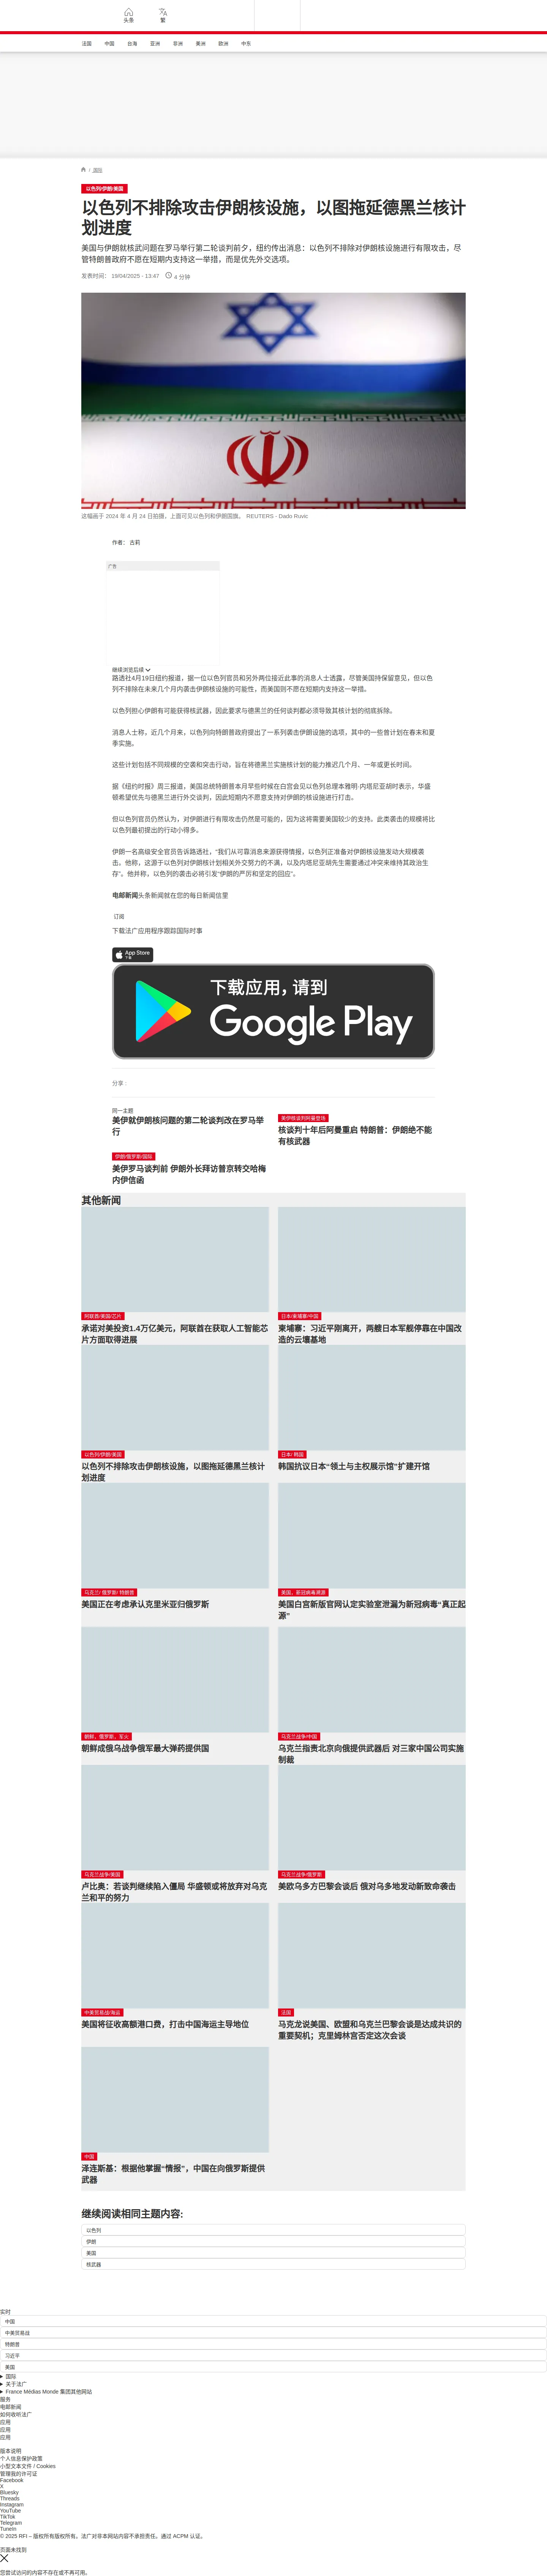 头条
繁
法国 中国 台海 亚洲 非洲 美洲 欧洲 中东
/ 国际
以色列/伊朗/美国
以色列不排除攻击伊朗核设施，以图拖延德黑兰核计
划进度
美国与伊朗就核武问题在罗马举行第二轮谈判前夕，纽约传出消息：以色列不排除对伊朗核设施进行有限攻击，尽
管特朗普政府不愿在短期内支持这一举措，而是优先外交选项。
发表时间： 19/04/2025 - 13:47 4 分钟
这幅画于 2024 年 4 月 24 日拍摄，上面可见以色列和伊朗国旗。 REUTERS - Dado Ruvic
作者： 古莉
广告
继续浏览后续
路透社4月19日纽约报道，据一位以色列官员和另外两位接近此事的消息人士透露，尽管美国持保留意见，但以色
列不排除在未来几个月内袭击伊朗核设施的可能性，而美国则不愿在短期内支持这一举措。
以色列担心伊朗有可能获得核武器，因此要求与德黑兰的任何谈判都必须导致其核计划的彻底拆除。
消息人士称，近几个月来，以色列向特朗普政府提出了一系列袭击伊朗设施的选项，其中的一些曾计划在春末和夏
季实施。
这些计划包括不同规模的空袭和突击行动，旨在将德黑兰实施核计划的能力推迟几个月、一年或更长时间。
据《纽约时报》周三报道，美国总统特朗普本月早些时候在白宫会见以色列总理本雅明·内塔尼亚胡时表示，华盛
顿希望优先与德黑兰进行外交谈判，因此短期内不愿意支持对伊朗的核设施进行打击。
但以色列官员仍然认为，对伊朗进行有限攻击仍然是可能的，因为这将需要美国较少的支持。此类袭击的规模将比
以色列最初提出的行动小得多。
伊朗一名高级安全官员告诉路透社，“我们从可靠消息来源获得情报，以色列正准备对伊朗核设施发动大规模袭
击。他称，这源于以色列对伊朗核计划相关外交努力的不满，以及内塔尼亚胡先生需要通过冲突来维持其政治生
存”。他并称，以色列的袭击必将引发“伊朗的严厉和坚定的回应”。
电邮新闻头条新闻就在您的每日新闻信里
订阅
下载法广应用程序跟踪国际时事
App Store
下载
下载应用，请到
Google Play
分享 :
同一主题
美伊就伊朗核问题的第二轮谈判改在罗马举
行
美伊核谈判阿曼登场
核谈判十年后阿曼重启 特朗普：伊朗绝不能
有核武器
伊朗/俄罗斯/国际
美伊罗马谈判前 伊朗外长拜访普京转交哈梅
内伊信函
其他新闻
阿联酋/美国/芯片
承诺对美投资1.4万亿美元，阿联酋在获取人工智能芯
片方面取得进展
日本/柬埔寨/中国
柬埔寨：习近平刚离开，两艘日本军舰停靠在中国改
造的云壤基地
以色列/伊朗/美国
以色列不排除攻击伊朗核设施，以图拖延德黑兰核计
划进度
日本/ 韩国
韩国抗议日本“领土与主权展示馆”扩建开馆
乌克兰/ 俄罗斯/ 特朗普
美国正在考虑承认克里米亚归俄罗斯
美国、新冠病毒溯源
美国白宫新版官网认定实验室泄漏为新冠病毒“真正起
源”
朝鲜，俄罗斯，军火
朝鲜成俄乌战争俄军最大弹药提供国
乌克兰战争/中国
乌克兰指责北京向俄提供武器后 对三家中国公司实施
制裁
乌克兰战争/美国
卢比奥：若谈判继续陷入僵局 华盛顿或将放弃对乌克
兰和平的努力
乌克兰战争/俄罗斯
美欧乌多方巴黎会谈后 俄对乌多地发动新致命袭击
中美贸易战/海运
美国将征收高额港口费，打击中国海运主导地位
法国
马克龙说美国、欧盟和乌克兰巴黎会谈是达成共识的
重要契机；克里姆林宫否定这次会谈
中国
泽连斯基：根据他掌握“情报”，中国在向俄罗斯提供
武器
继续阅读相同主题内容:
以色列
伊朗
美国
核武器
实时
中国
中美贸易战
特朗普
习近平
美国
国际
关于法广
France Médias Monde 集团其他网站
服务
电邮新闻
如何收听法广
应用
应用
应用
版本说明
个人信息保护政策
小型文本文件 / Cookies
管理我的许可证
Facebook
X
Bluesky
Threads
Instagram
YouTube
TikTok
Telegram
TuneIn
© 2025 RFI – 版权所有版权所有。法广对非本网站内容不承担责任。通过 ACPM 认证。
页面未找到
您尝试访问的内容不存在或不再可用。